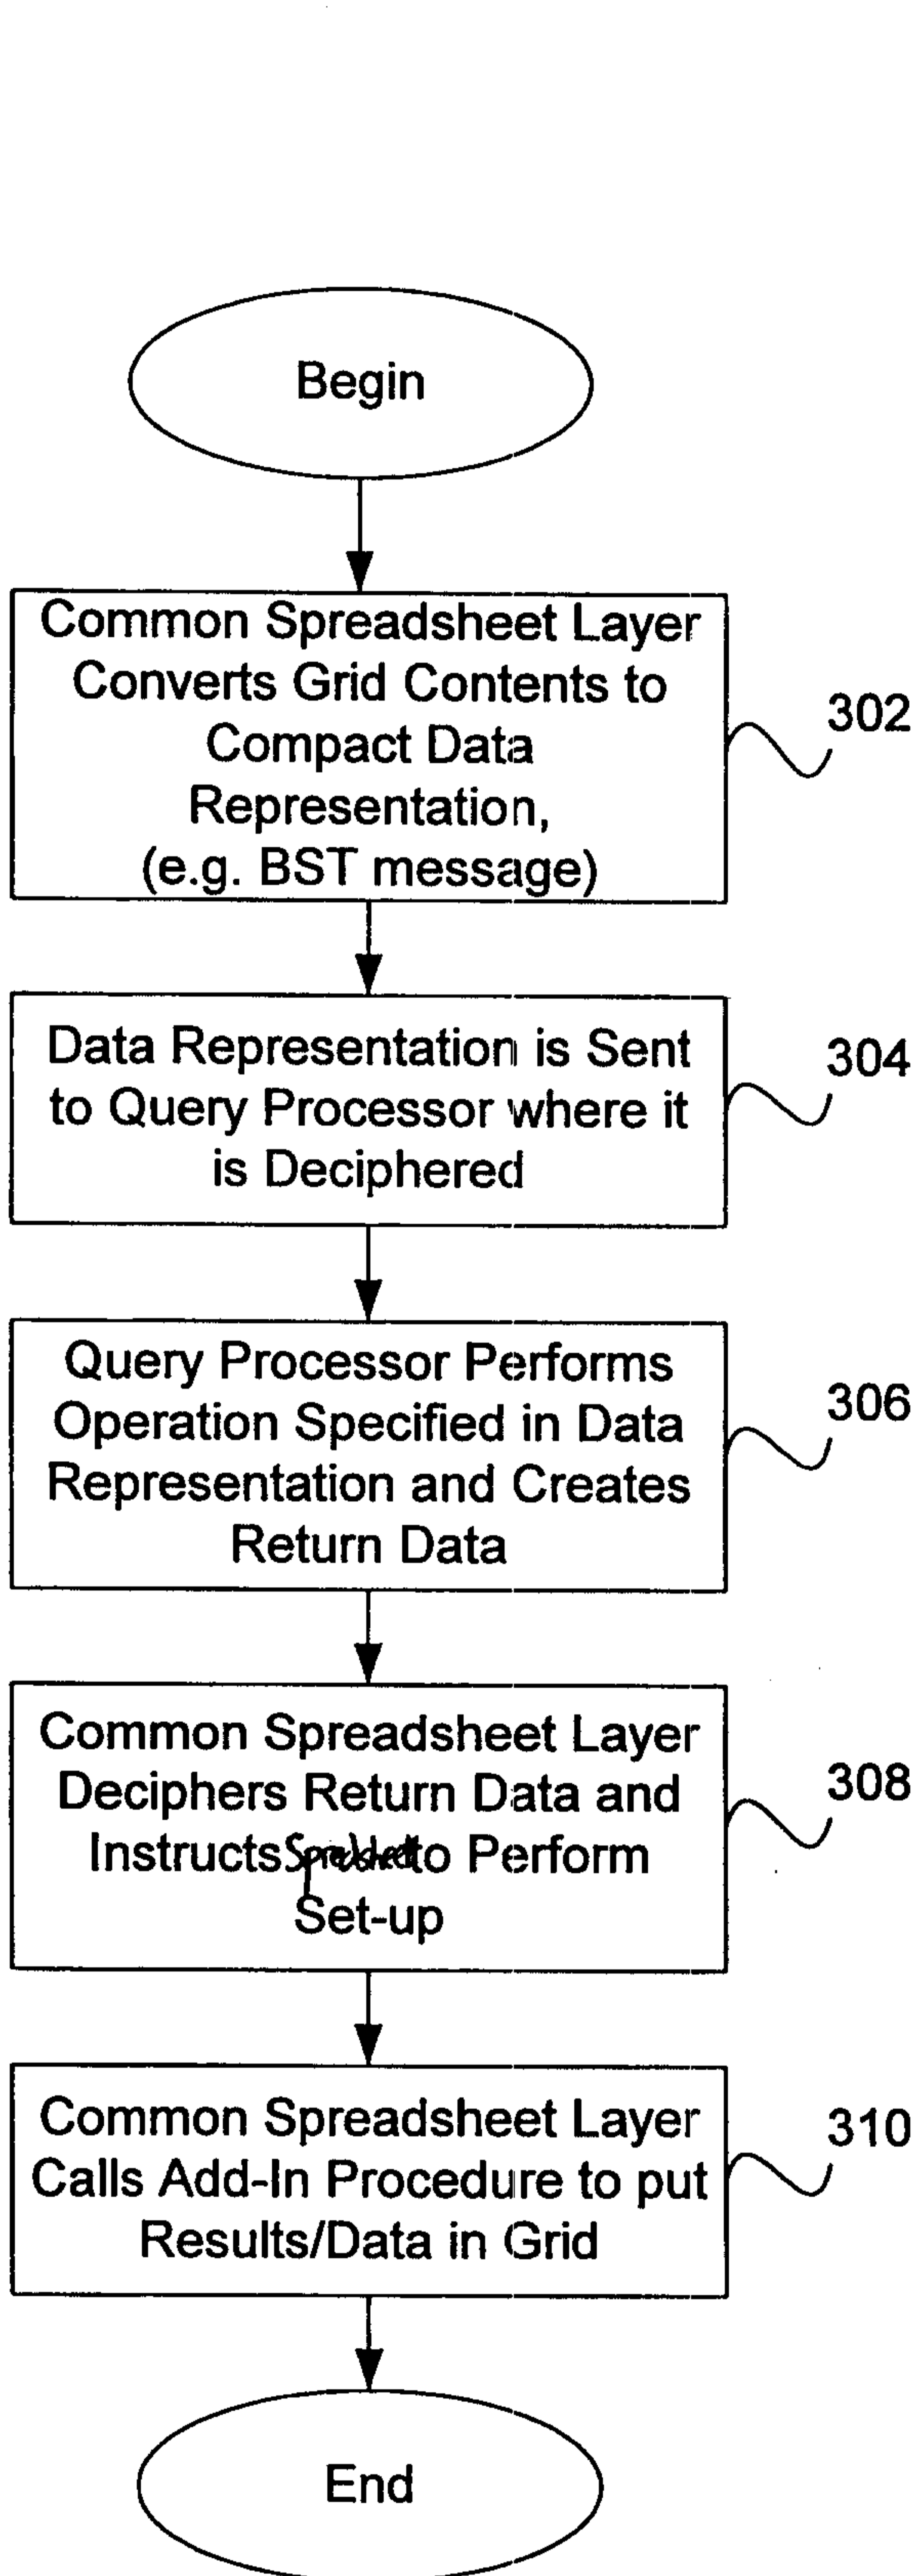 Begin
Common Spreadsheet Layer
Converts Grid Contents to
Compact Data
Representation,
(e.g. BST message)
302
Data Representation is Sent
to Query Processor where it
is Deciphered
304
Query Processor Performs
Operation Specified in Data
Representation and Creates
Return Data
306
Common Spreadsheet Layer
Deciphers Return Data and
Instructs Spreadsheet to Perform
Set-up
308
Common Spreadsheet Layer
Calls Add-In Procedure to put
Results/Data in Grid
310
End